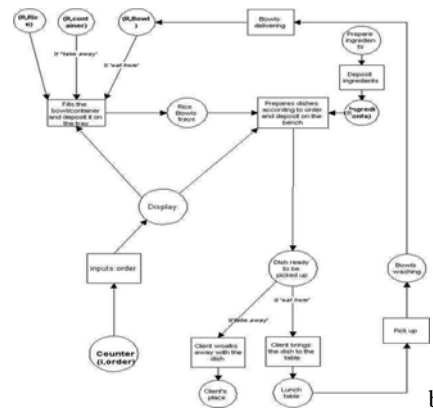 (R,Ric
e)
(R,cont
ainer)
(R,Bowl
)
Bowls
delivering
Prepare
ingredien
ts
If "take away"
If "eat here"
Deposit
ingredients
Fills the
bowl/container
and deposit it on
the tray
Rice
Bowls
trays
Prepares dishes
according to order
and deposit on the
bench
ants)
Display
inputs order
Dish ready
to be
picked up
Bowls
If "take away"
If "eat here"
Counter
(i,order)
Client
away with the
dish
Client brings
the dish to the
table
Pick up
Client's
place
Lunch
table
b